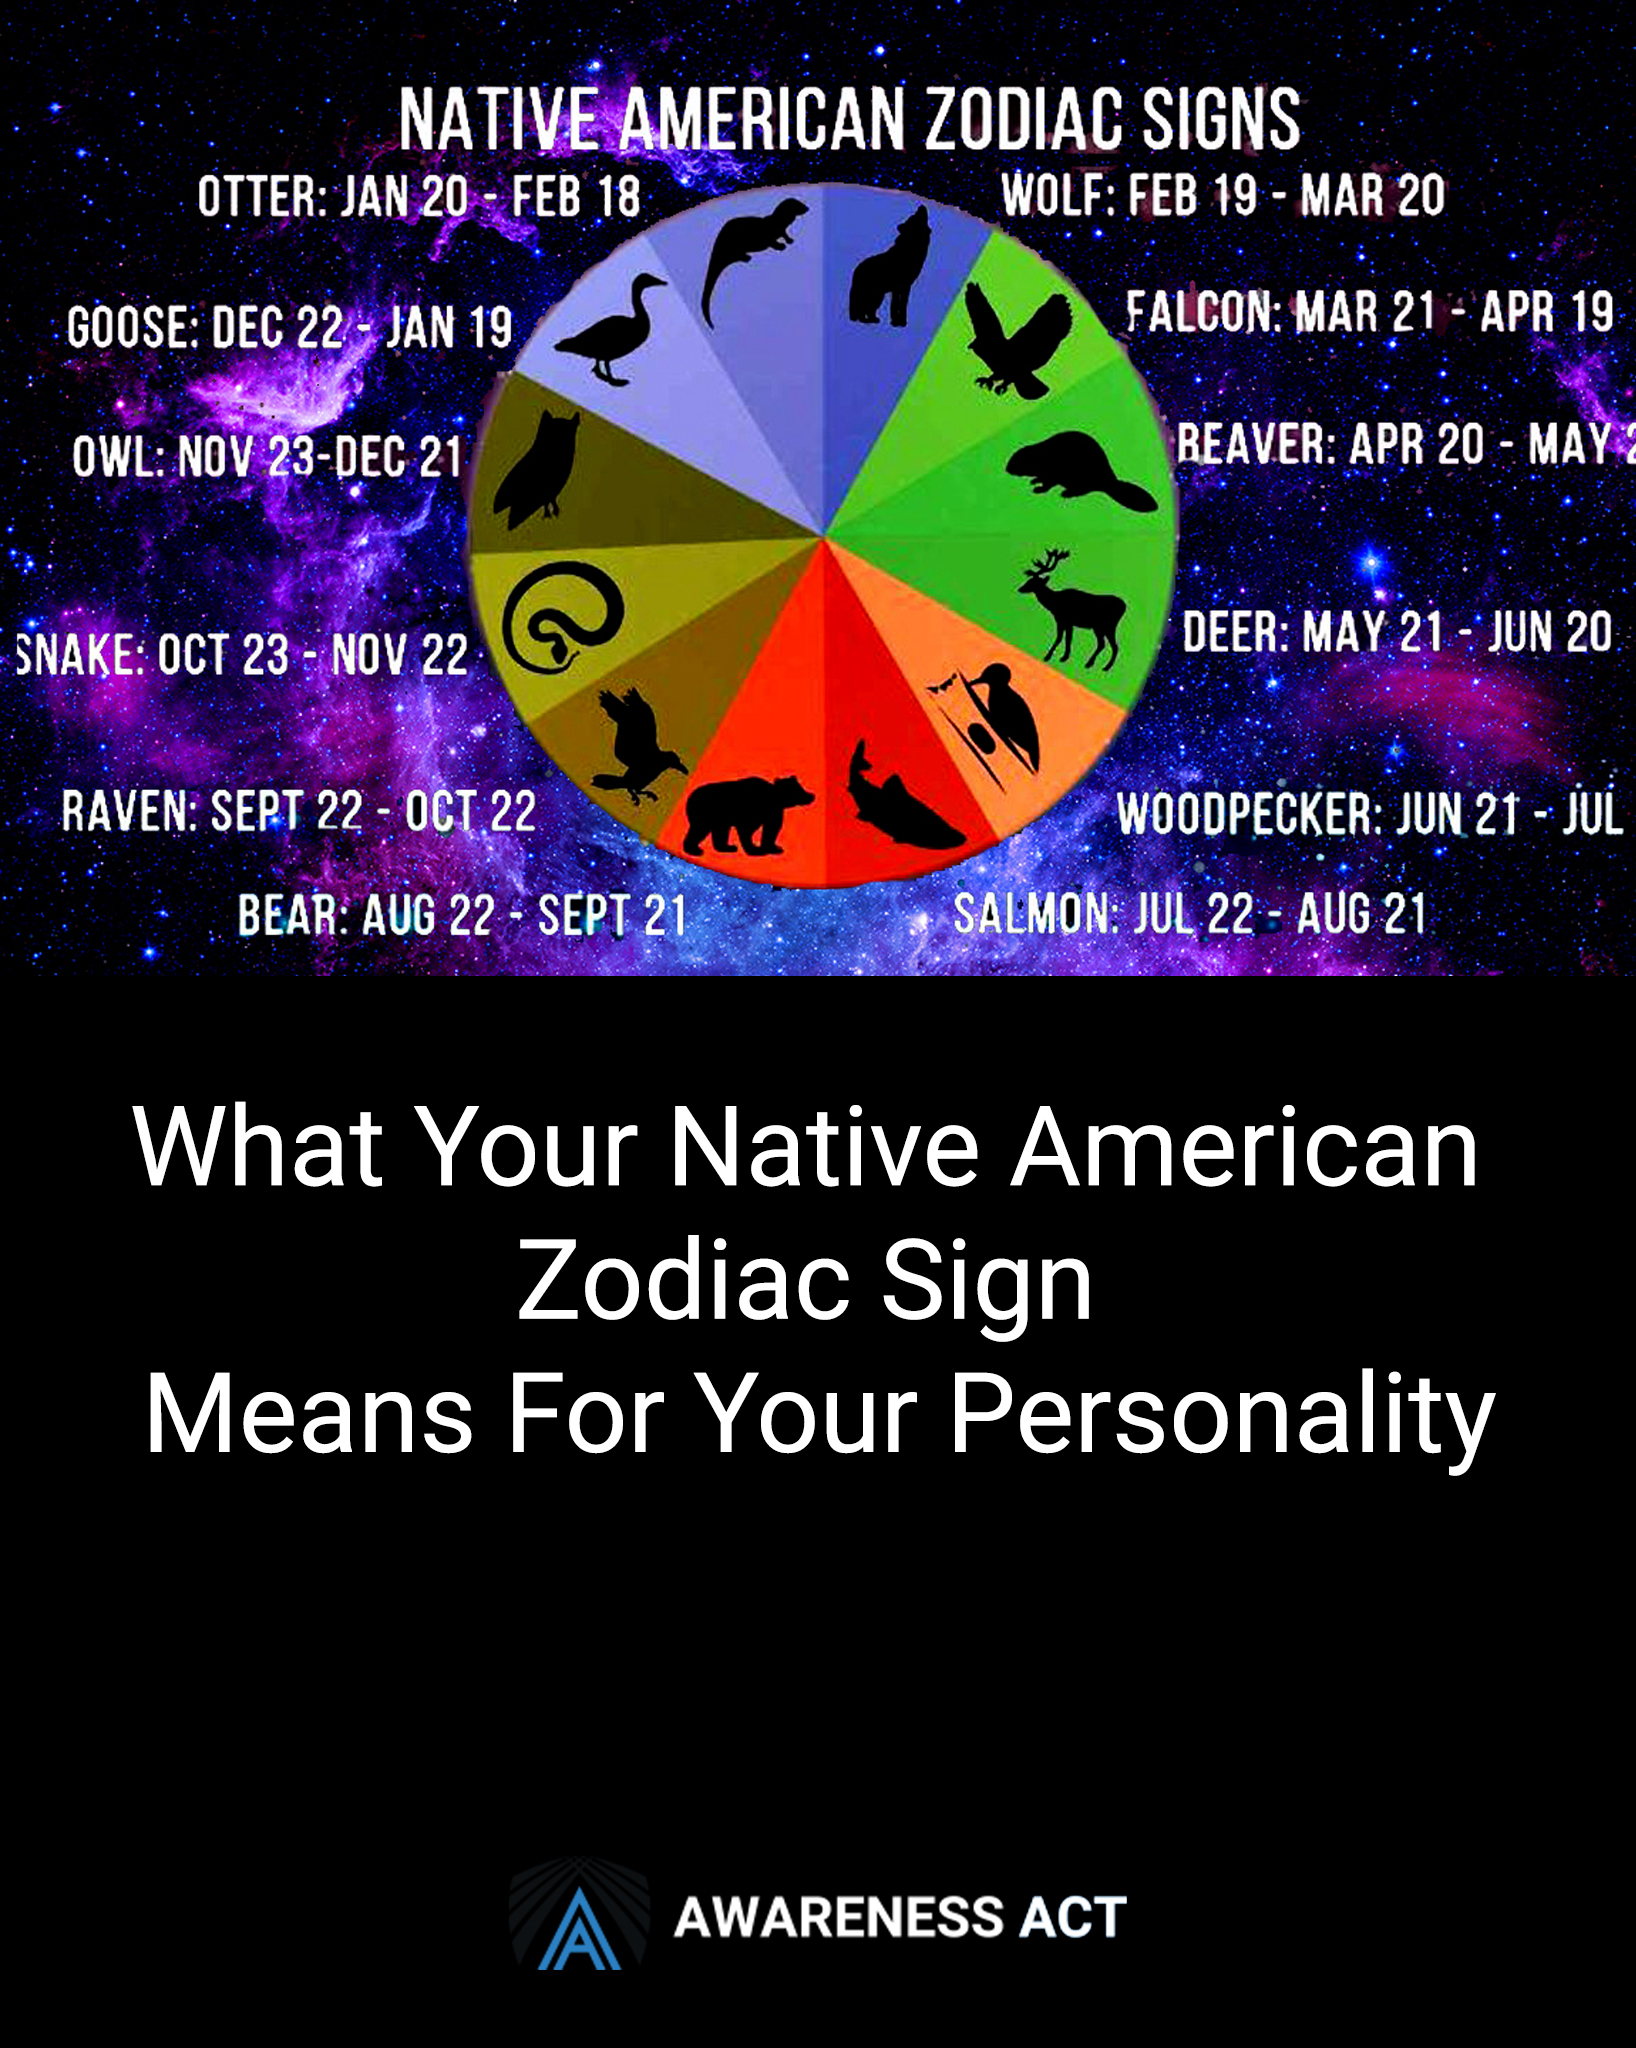 NATIVE AMERICAN ZODIAC SIGNS
OTTER: JAN 20 - FEB 18
WOLF: FEB 19 - MAR 20
GOOSE: DEC 22 - JAN 19
FALCON: MAR 21 - APR 19
OWL: NOV 23-DEC 21
BEAVER: APR 20 - MAY
SNAKE: OCT 23 - NOV 22
DEER: MAY 21 - JUN 20
RAVEN: SEPT 22 - OCT 22
WOODPECKER: JUN 21 - JUL
BEAR: AUG 22 - SEPT 21
SALMON: JUL 22 - AUG 21
What Your Native American
Zodiac Sign
Means For Your Personality
AWARENESS ACT